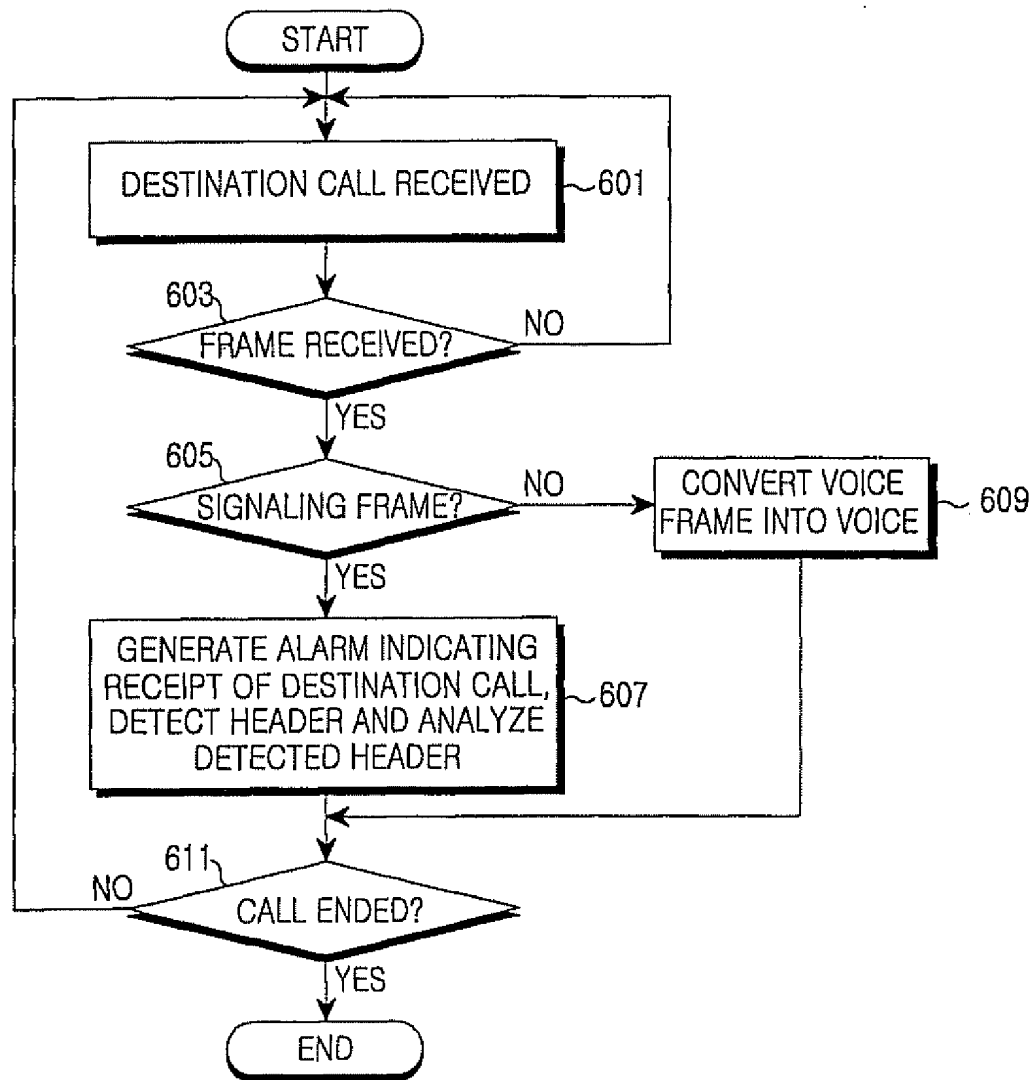 START
DESTINATION CALL RECEIVED
601
603
FRAME RECEIVED?
NO
YES
605
SIGNALING FRAME?
NO
CONVERT VOICE
FRAME INTO VOICE
609
YES
GENERATE ALARM INDICATING
RECEIPT OF DESTINATION CALL,
DETECT HEADER AND ANALYZE
DETECTED HEADER
607
611
NO
CALL ENDED?
YES
END